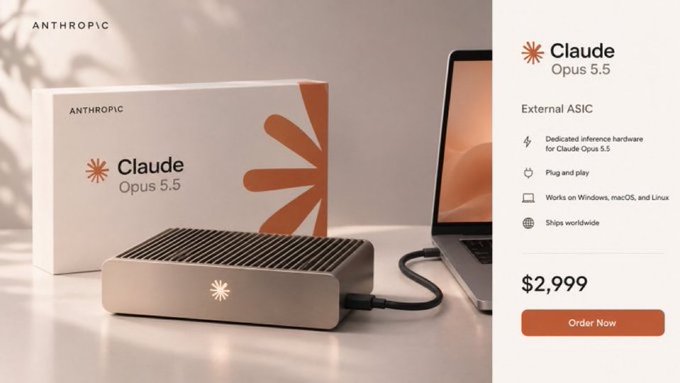 ANTHROP\C
ANTHROP\C
Claude
Opus 5.5
Claude
Opus 5.5
External ASIC
Dedicated inference hardware
for Claude Opus 5.5
Plug and play
Works on Windows, macOS, and Linux
Ships worldwide
$2,999
Order Now